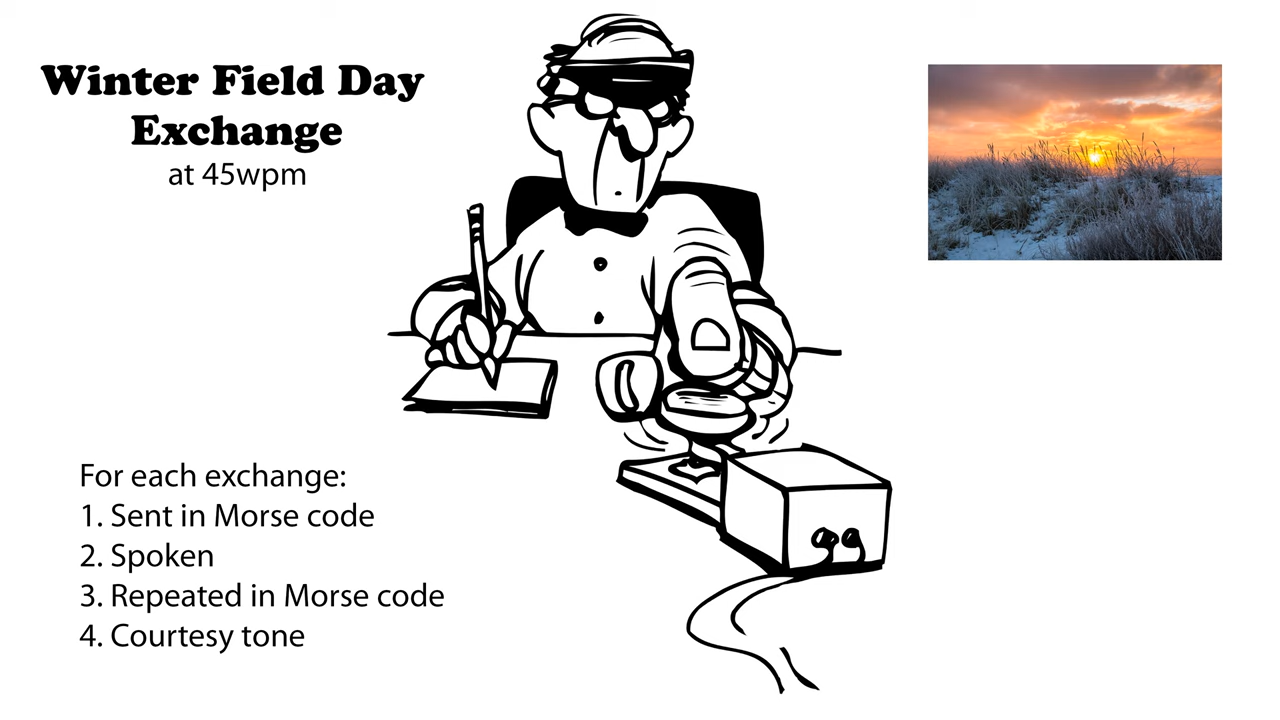 Winter Field Day
Exchange
at 45wpm
For each exchange:
1. Sent in Morse code
2. Spoken
3. Repeated in Morse code
4. Courtesy tone